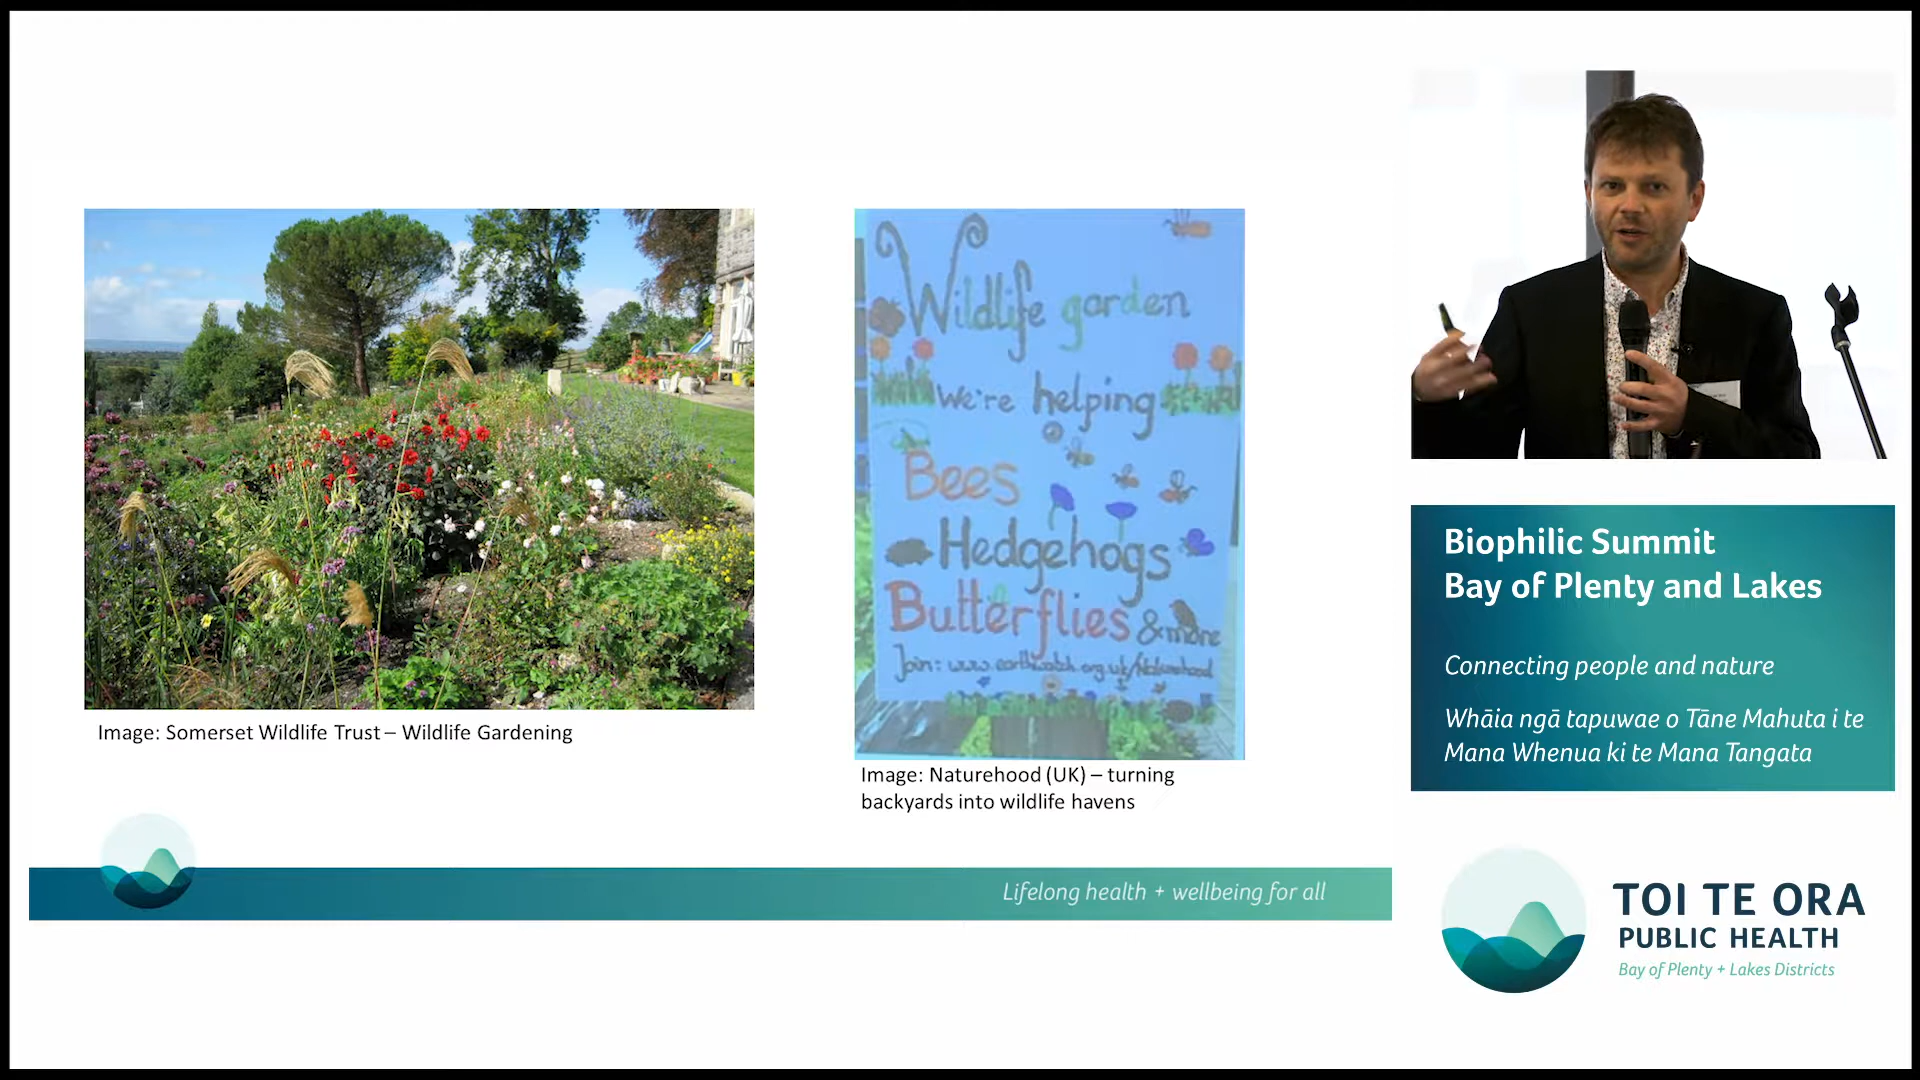 Wildlife garden
We're helping
Bees
Hedgehogs
Butterflies & more
Join: www.earthwatch.org.uk/Naturehood
Image: Somerset Wildlife Trust – Wildlife Gardening
Image: Naturehood (UK) – turning
backyards into wildlife havens
Lifelong health + wellbeing for all
Biophilic Summit
Bay of Plenty and Lakes
Connecting people and nature
Whāia ngā tapuwae o Tāne Mahuta i te
Mana Whenua ki te Mana Tangata
TOI TE ORA
PUBLIC HEALTH
Bay of Plenty + Lakes Districts